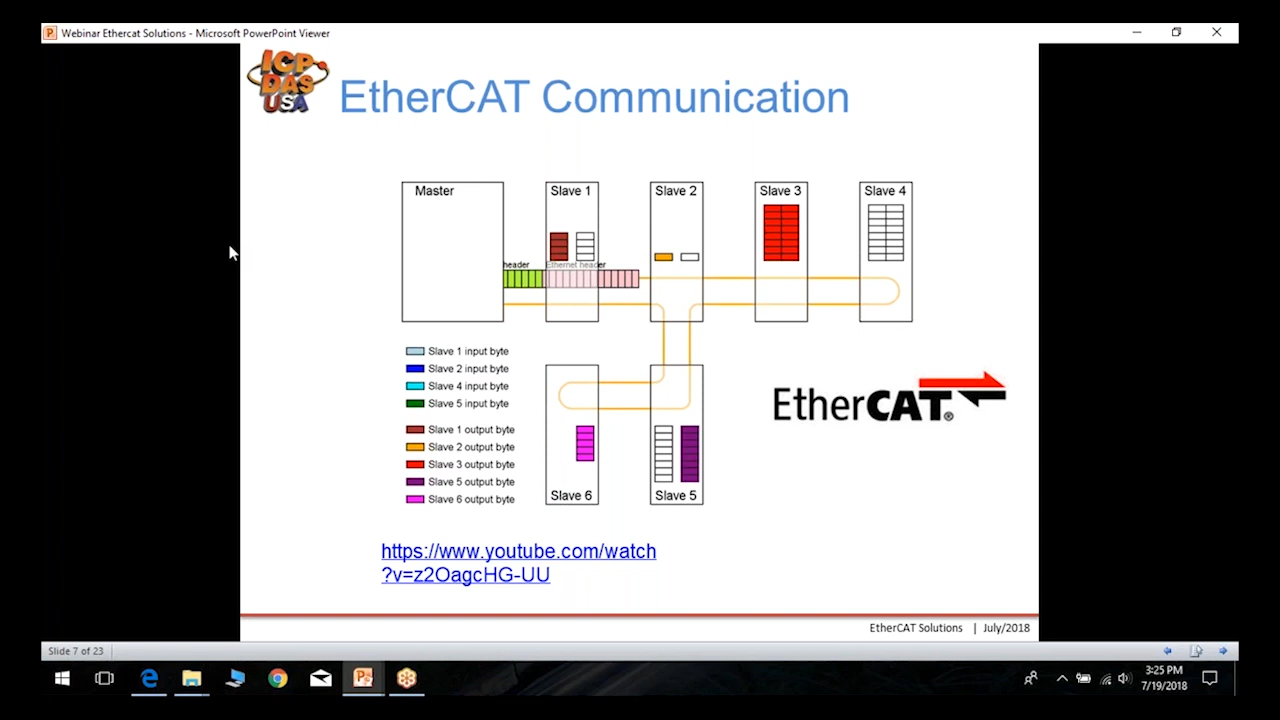 Webinar Ethercat Solutions - Microsoft PowerPoint Viewer
ICP
DAS
USA
EtherCAT Communication
Master
Slave 1
Slave 2
Slave 3
Slave 4
header
Ethernet header
Slave 1 input byte
Slave 2 input byte
Slave 4 input byte
Slave 5 input byte
Slave 1 output byte
Slave 2 output byte
Slave 3 output byte
Slave 5 output byte
Slave 6 output byte
Slave 6
Slave 5
EtherCAT®
https://www.youtube.com/watch
?v=z2OagcHG-UU
EtherCAT Solutions | July/2018
Slide 7 of 23
3:25 PM
7/19/2018